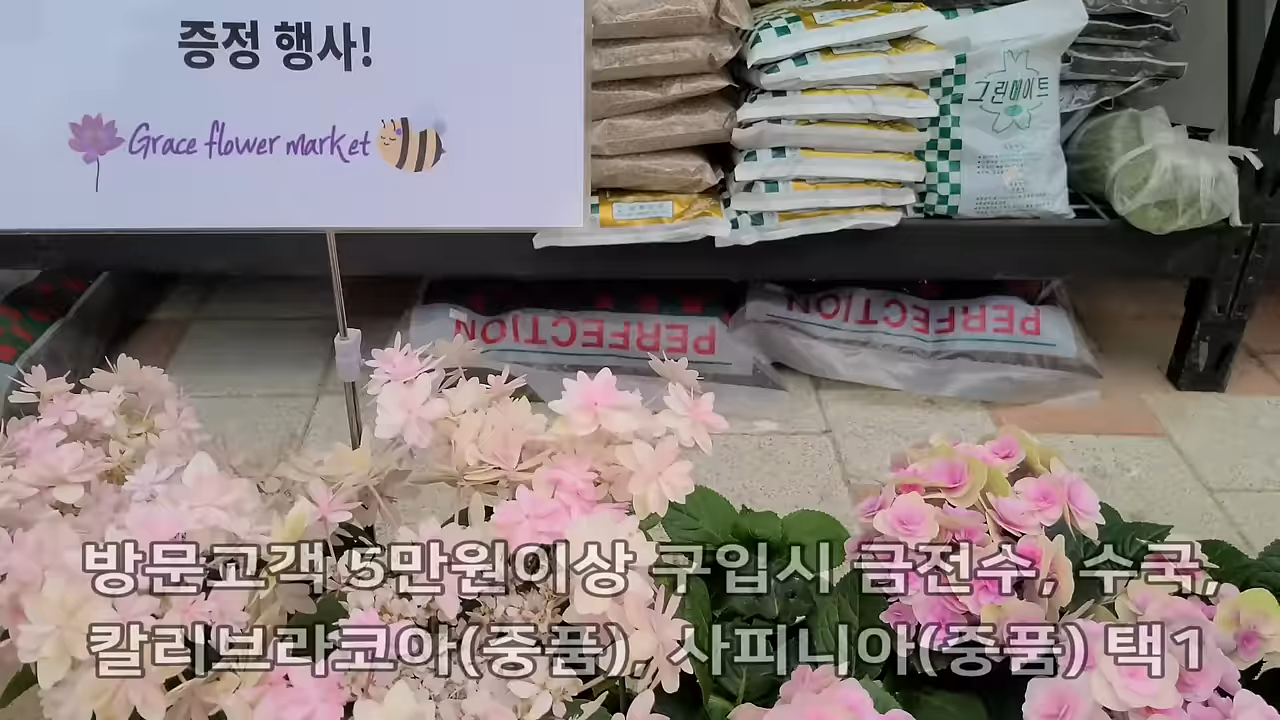 증정 행사!
Grace flower market
그린메이트
PERFECTION
PERFECTION
방문고객 5만원이상 구입시 금전수, 수국,
칼리브라코아(중품), 사피니아(중품) 택1